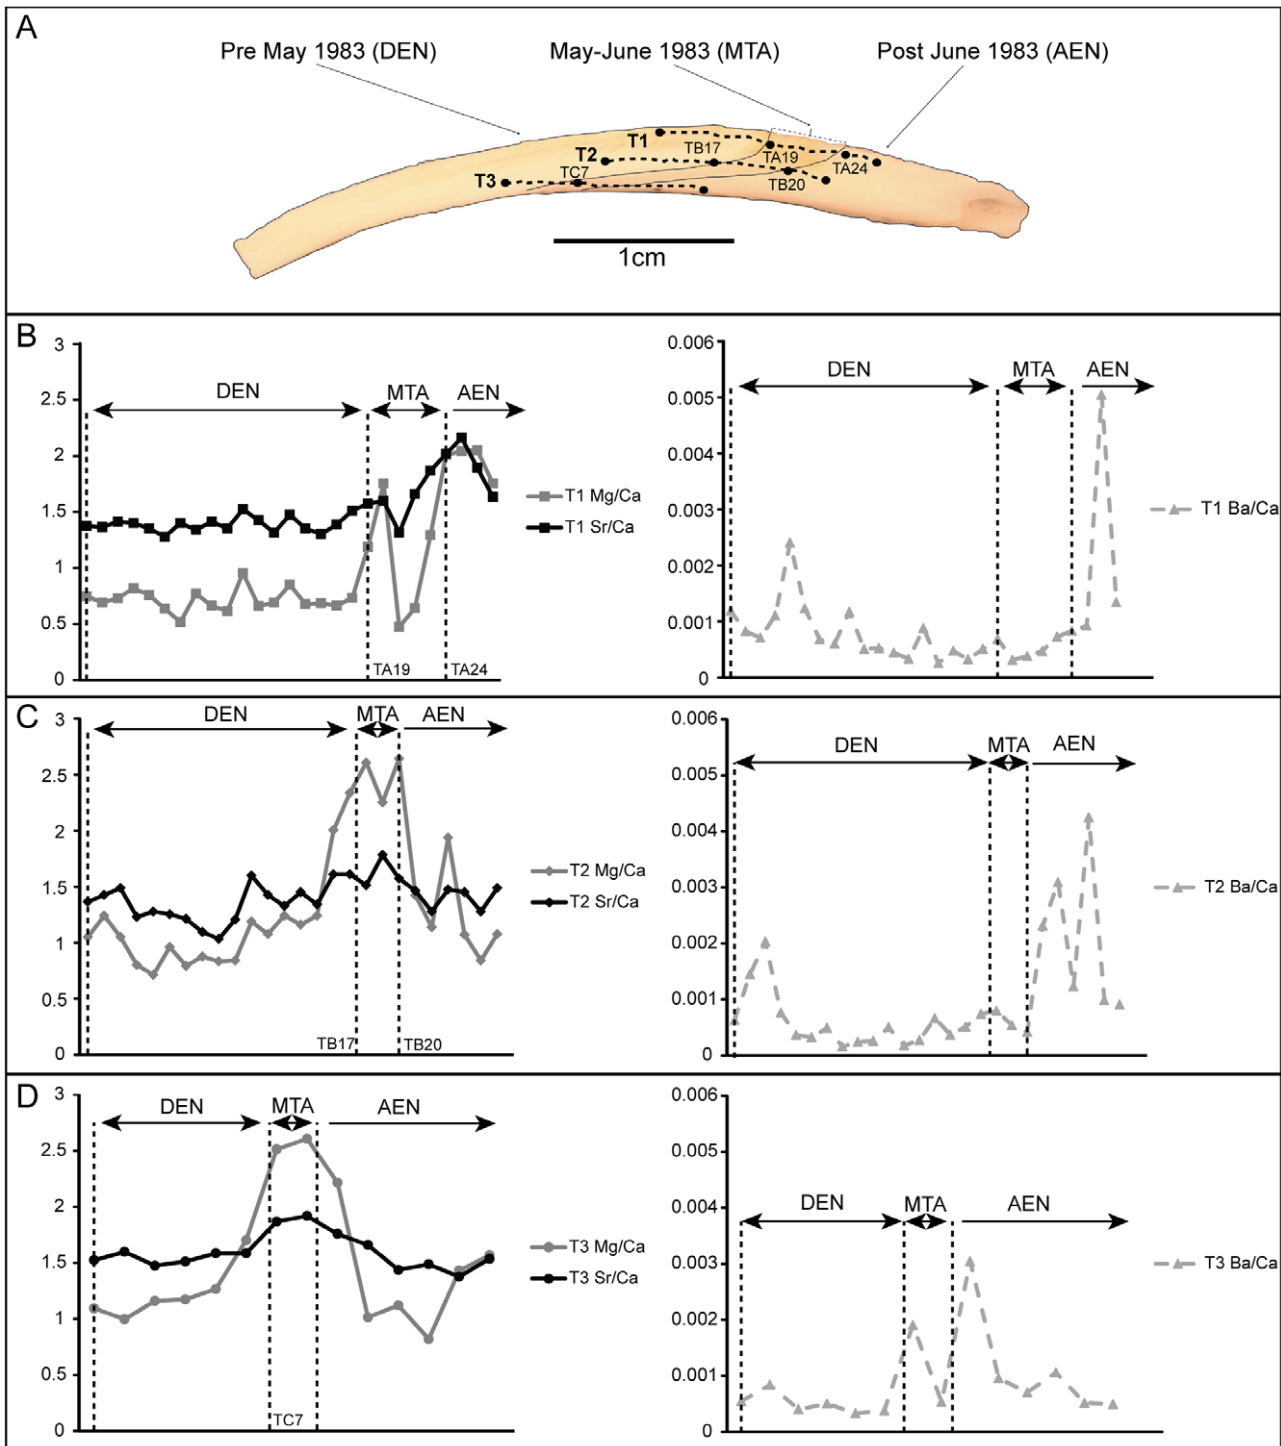 A
Pre May 1983 (DEN)
May-June 1983 (MTA)
Post June 1983 (AEN)
T1
TB17
TA19
T2
TC7
TA24
T3
TB20
1cm
B
3
2.5
2
1.5
1
0.5
0
DEN
MTA
AEN
T1 Mg/Ca
T1 Sr/Ca
TA19
TA24
0.006
0.005
0.004
0.003
0.002
0.001
0
DEN
MTA
AEN
T1 Ba/Ca
C
3
2.5
2
1.5
1
0.5
0
DEN
MTA
AEN
T2 Mg/Ca
T2 Sr/Ca
TB17
TB20
0.006
0.005
0.004
0.003
0.002
0.001
0
DEN
MTA
AEN
T2 Ba/Ca
D
3
2.5
2
1.5
1
0.5
0
DEN
MTA
AEN
T3 Mg/Ca
T3 Sr/Ca
TC7
0.006
0.005
0.004
0.003
0.002
0.001
0
DEN
MTA
AEN
T3 Ba/Ca